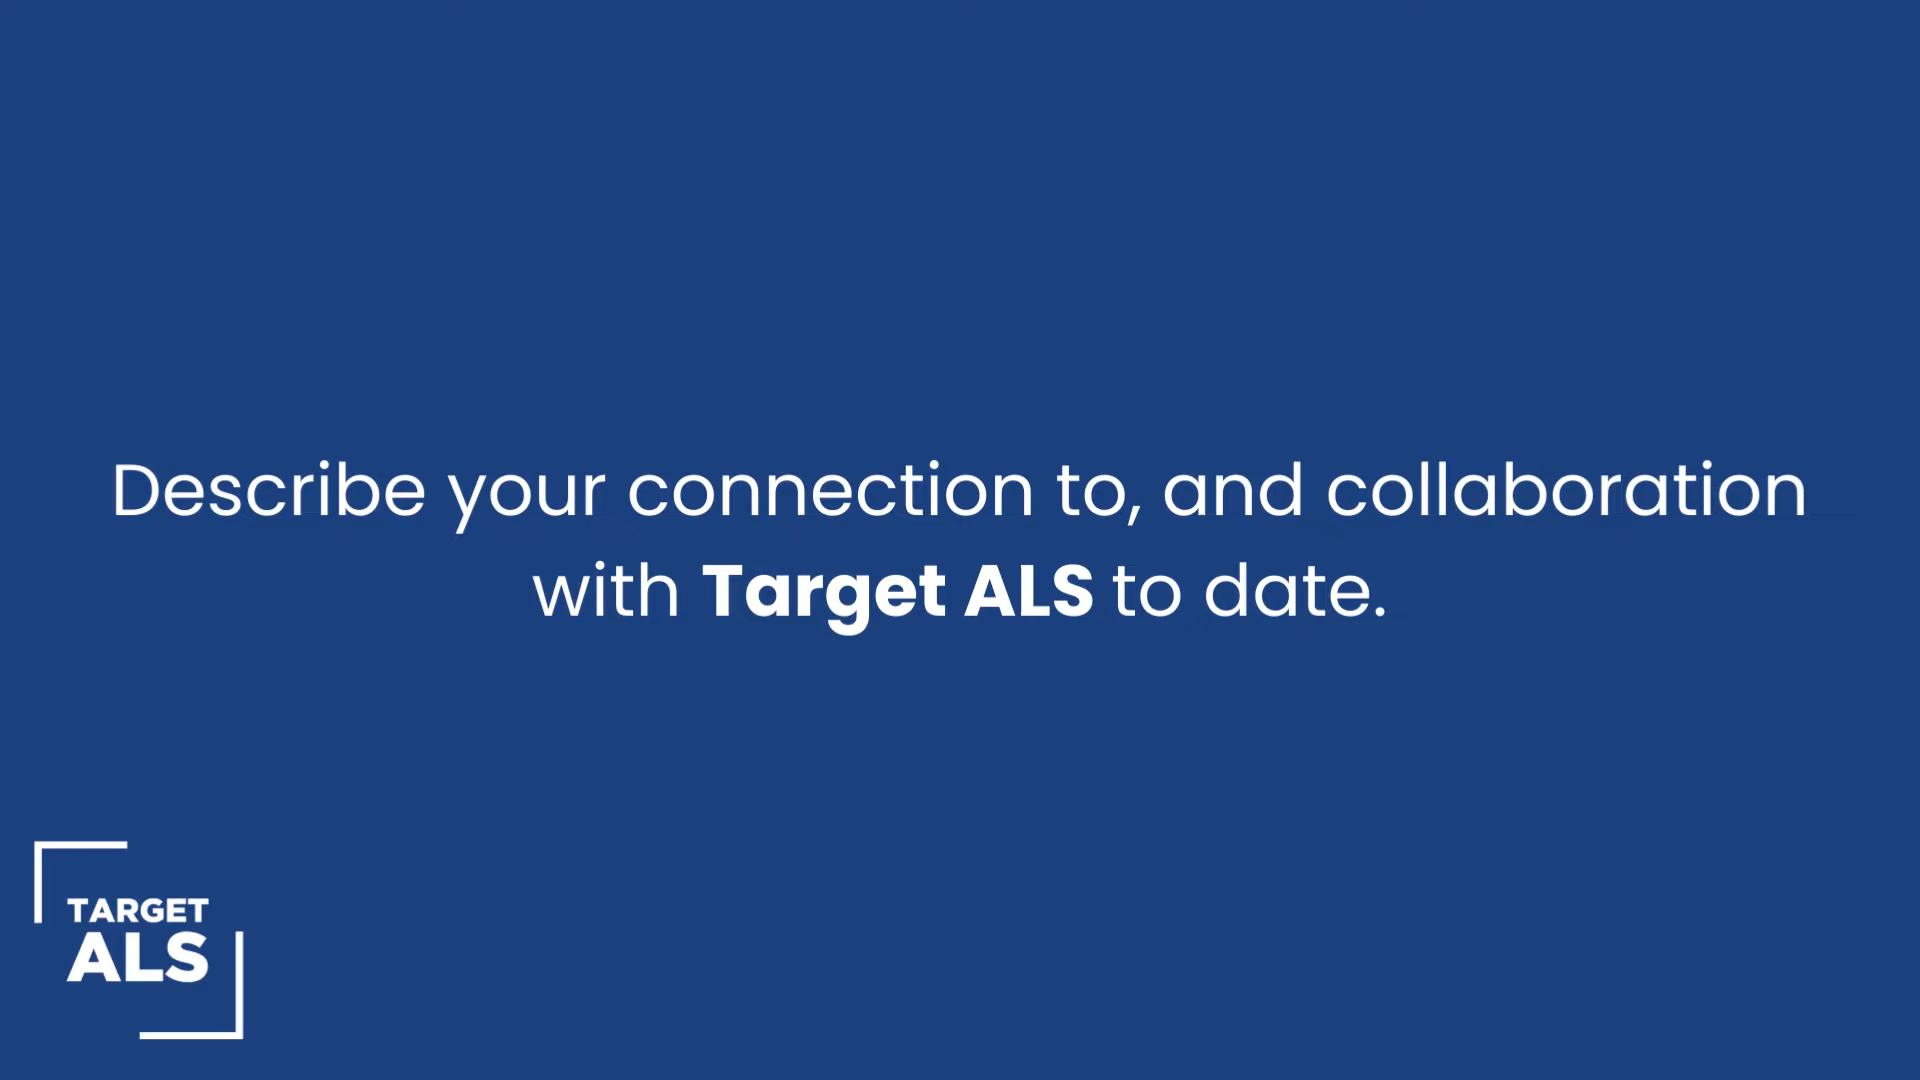 Describe your connection to, and collaboration
with Target ALS to date.
TARGET
ALS